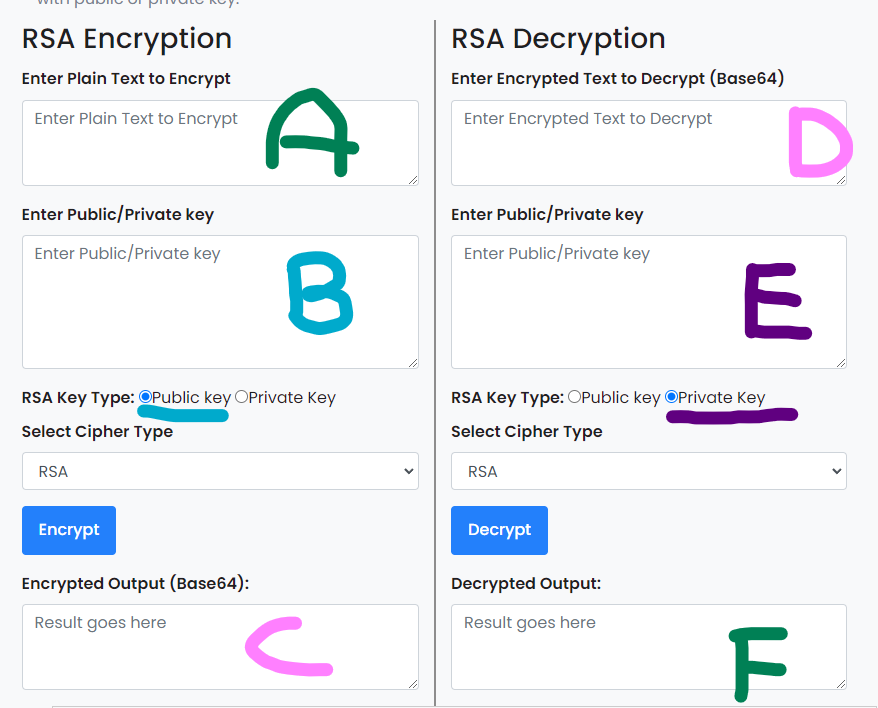 with public or private key.
RSA Encryption
Enter Plain Text to Encrypt
Enter Plain Text to Encrypt
A
Enter Public/Private key
Enter Public/Private key
B
RSA Key Type: Public key Private Key
Select Cipher Type
RSA
Encrypt
Encrypted Output (Base64):
Result goes here
C
RSA Decryption
Enter Encrypted Text to Decrypt (Base64)
Enter Encrypted Text to Decrypt
D
Enter Public/Private key
Enter Public/Private key
E
RSA Key Type: Public key Private Key
Select Cipher Type
RSA
Decrypt
Decrypted Output:
Result goes here
F